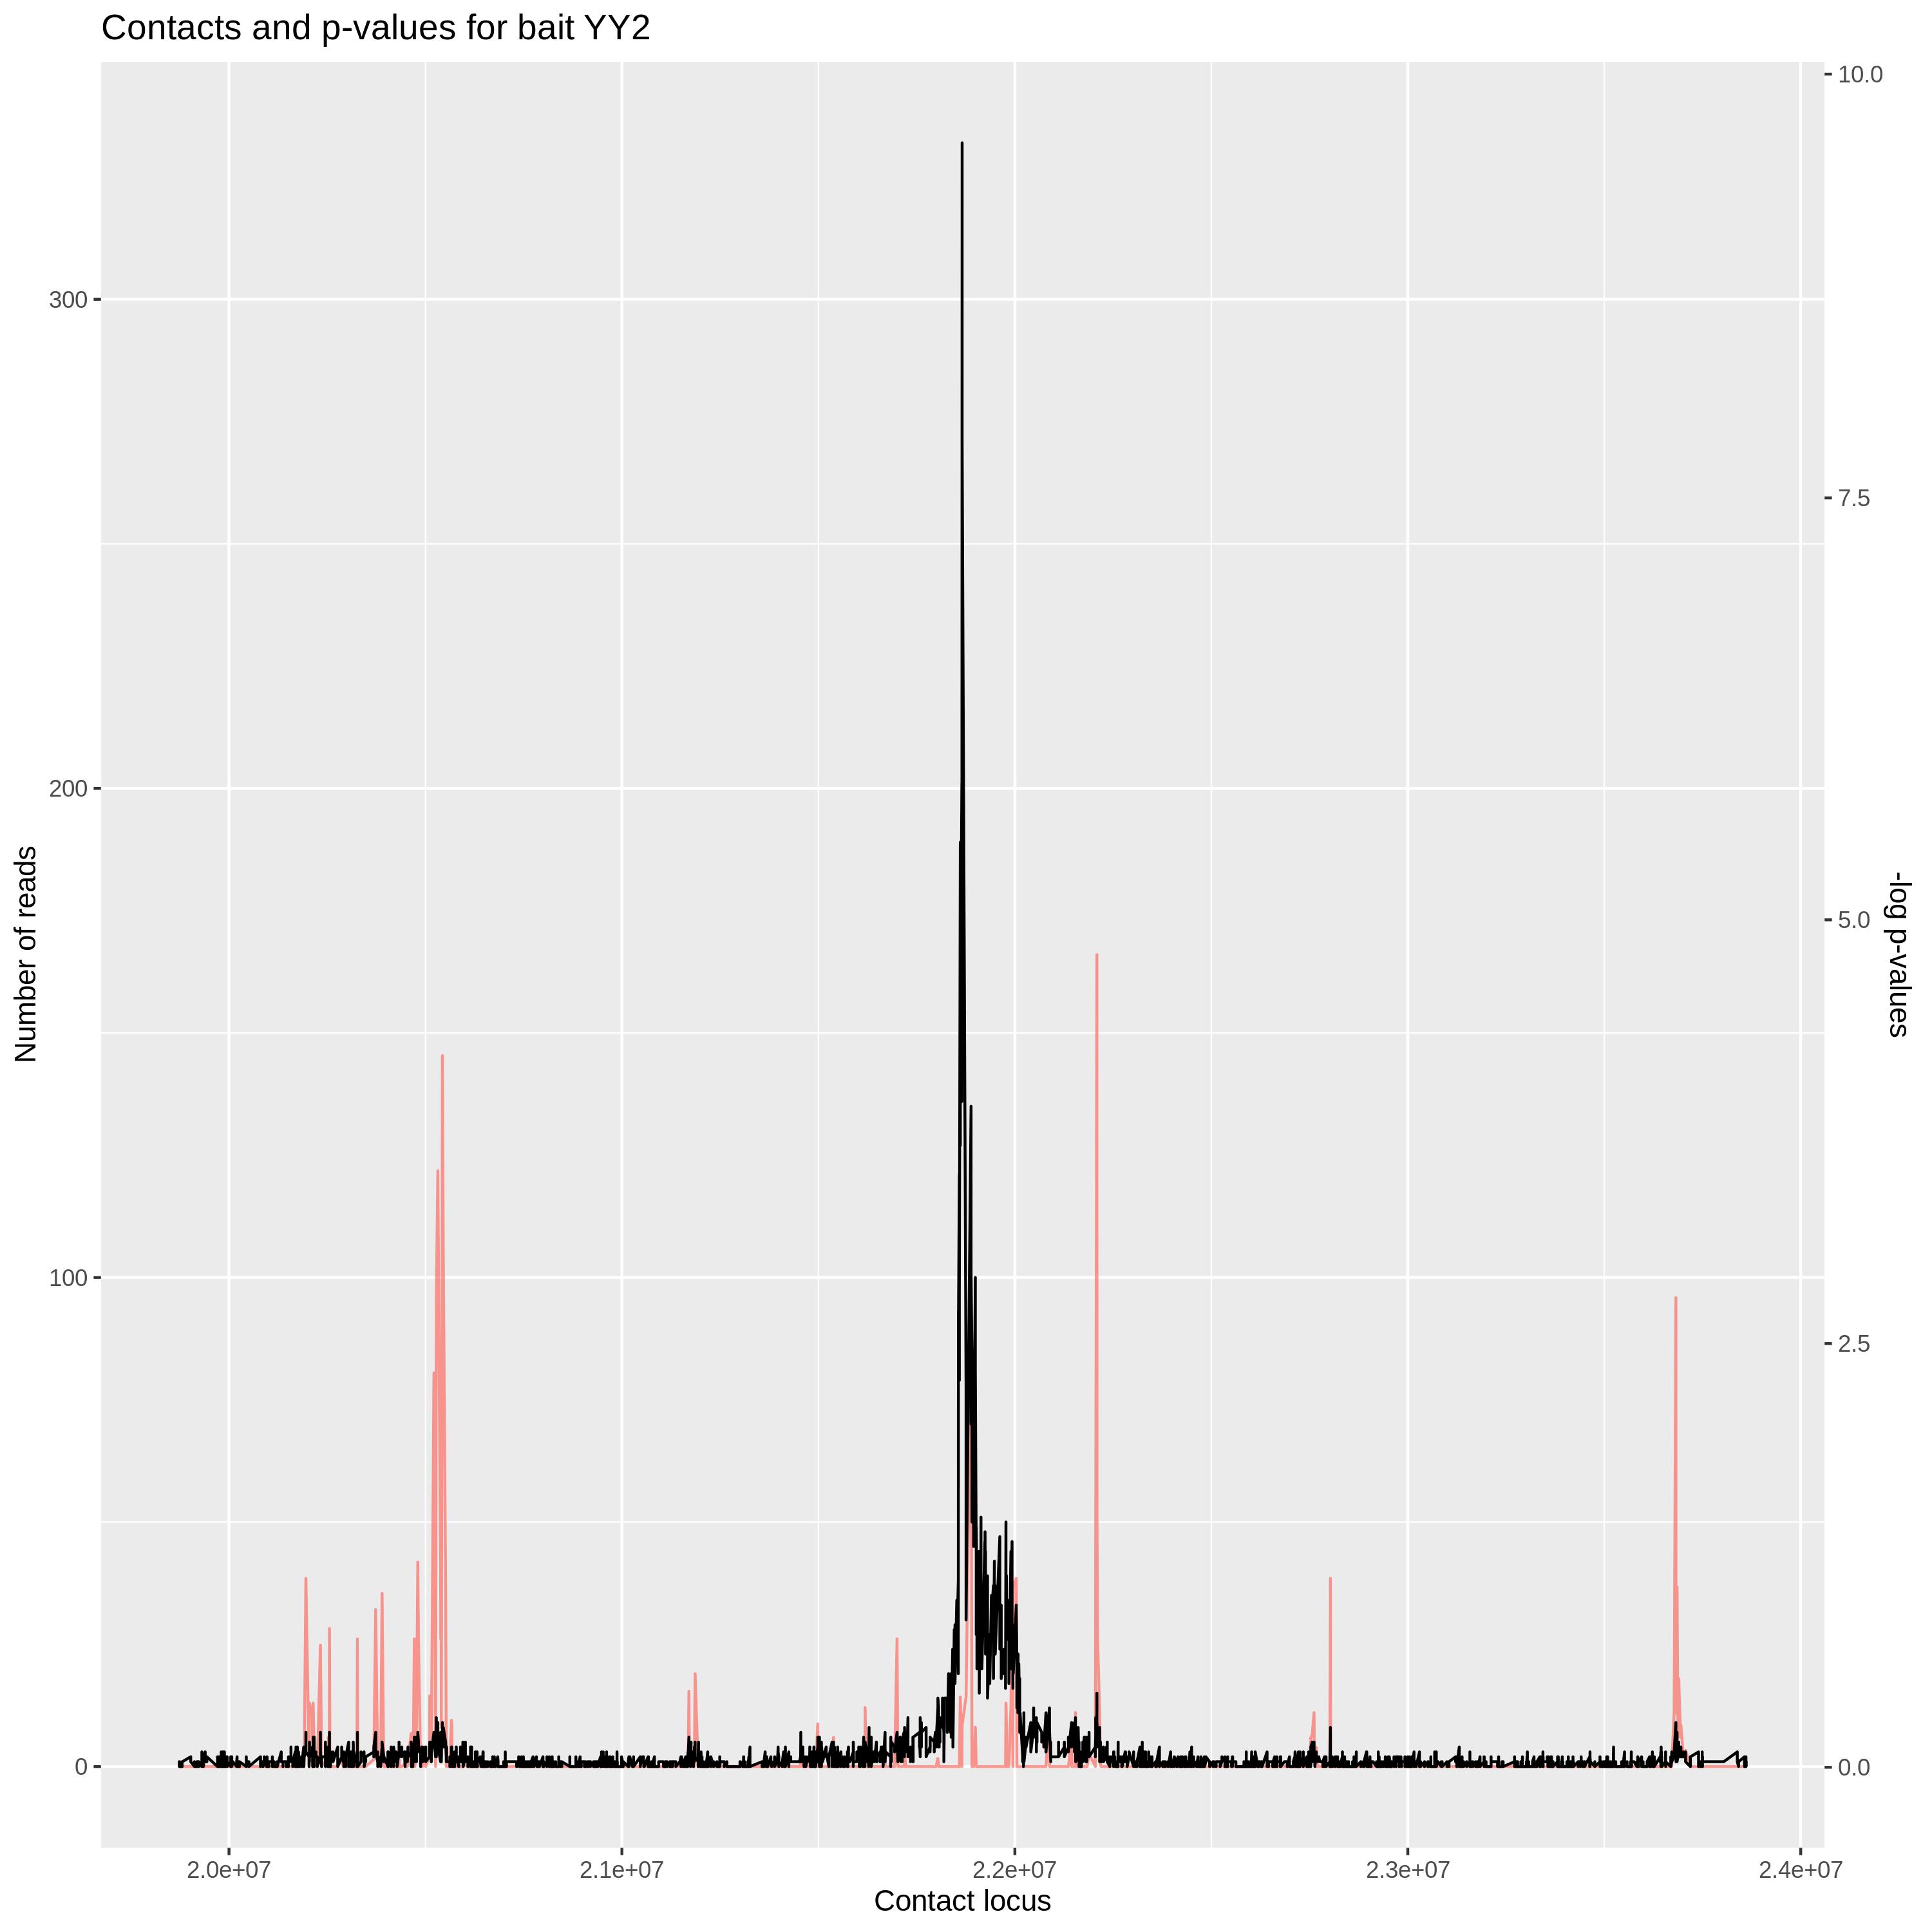 Contacts and p-values for bait YY2
Number of reads
300
200
100
0
10.0
7.5
5.0
2.5
0.0
-log p-values
2.0e+07
2.1e+07
2.2e+07
2.3e+07
2.4e+07
Contact locus